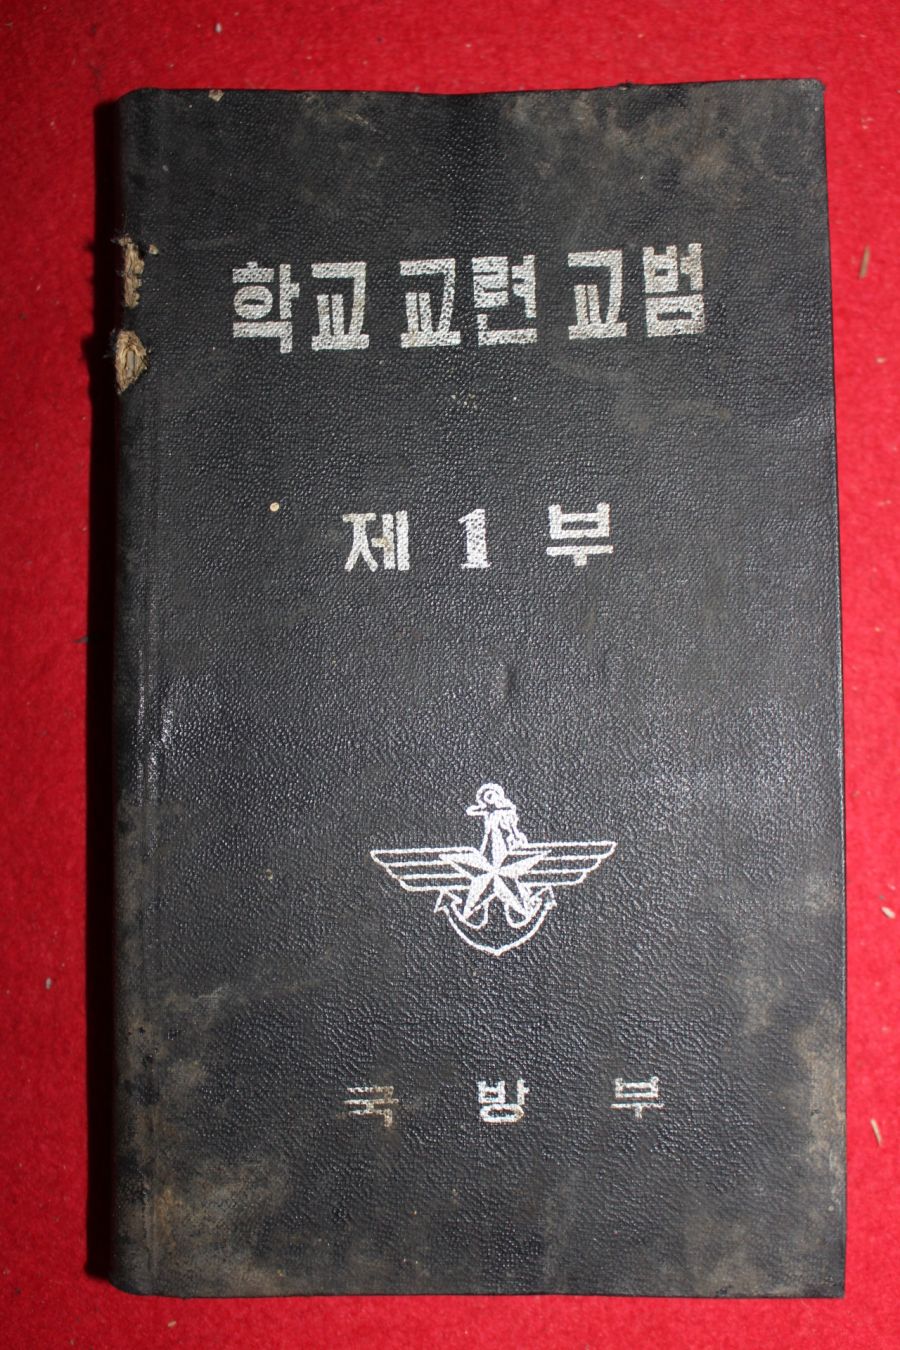 학교 교련 교범
제 1 부
국 방 부